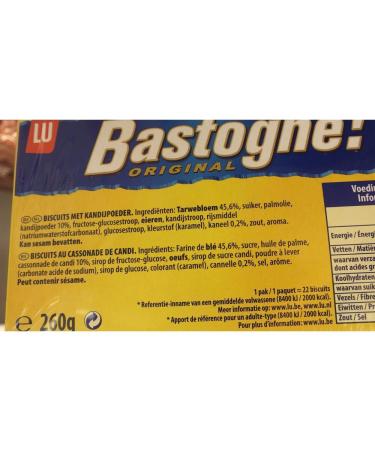 LU
Bastogne!
ORIGINAL
BISCUITS MET KANDIJPOEDER. Ingrediënten: Tarwebloem 45,6%, suiker, palmolie,
kandijpoeder 10%, fructose-glucosestroop, eieren, kandijstroop, rijsmiddel
(natriumwaterstofcarbonaat), glucosestroop, kleurstof (karamel), kaneel 0,2%, zout, aroma.
Kan sesam bevatten.
BISCUITS AU CASSONADE DE CANDI. Ingrédients: Farine de blé 45,6%, sucre, huile de palme,
cassonade de candi 10%, sirop de fructose-glucose, oeufs, sirop de sucre candi, poudre à lever
(carbonate acide de sodium), sirop de glucose, colorant (caramel), cannelle 0,2%, sel, arôme.
Peut contenir sésame.
1 pak / 1 paquet = 22 biscuits
* Referentie-inname van een gemiddelde volwassene (8400 kJ / 2000 kcal).
Meer informatie op: www.lu.be, www.lu.nl
* Apport de référence pour un adulte-type (8400 kJ / 2000 kcal).
Pour plus d'information: www.lu.be
e 260g
Voedin
Infor
Energie / Énerg
Vetten / Matiè
waarvan verza
dont acides gr
Koolhydraten
waarvan suik
Vezels / Fibre
Eiwitten / Pr
Zout / Sel